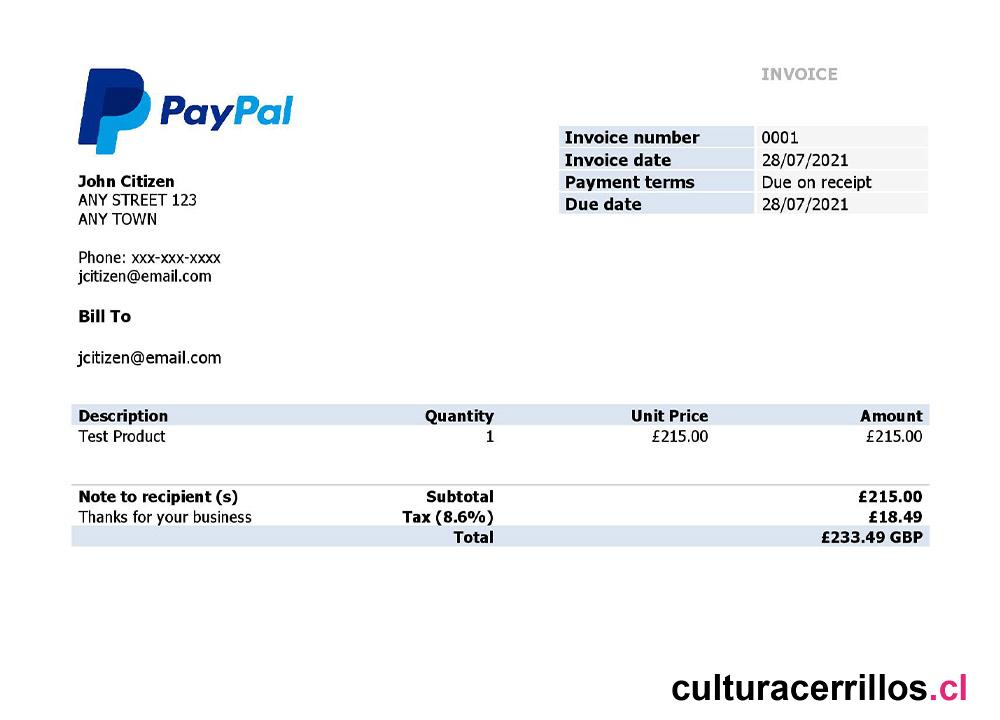 INVOICE
PayPal
Invoice number 0001
Invoice date 28/07/2021
Payment terms Due on receipt
Due date 28/07/2021
John Citizen
ANY STREET 123
ANY TOWN
Phone: xxx-xxx-xxxx
jcitizen@email.com
Bill To
jcitizen@email.com
Description Quantity Unit Price Amount
Test Product 1 £215.00 £215.00
Note to recipient (s) Subtotal £215.00
Thanks for your business Tax (8.6%) £18.49
Total £233.49 GBP
culturacerrillos.cl